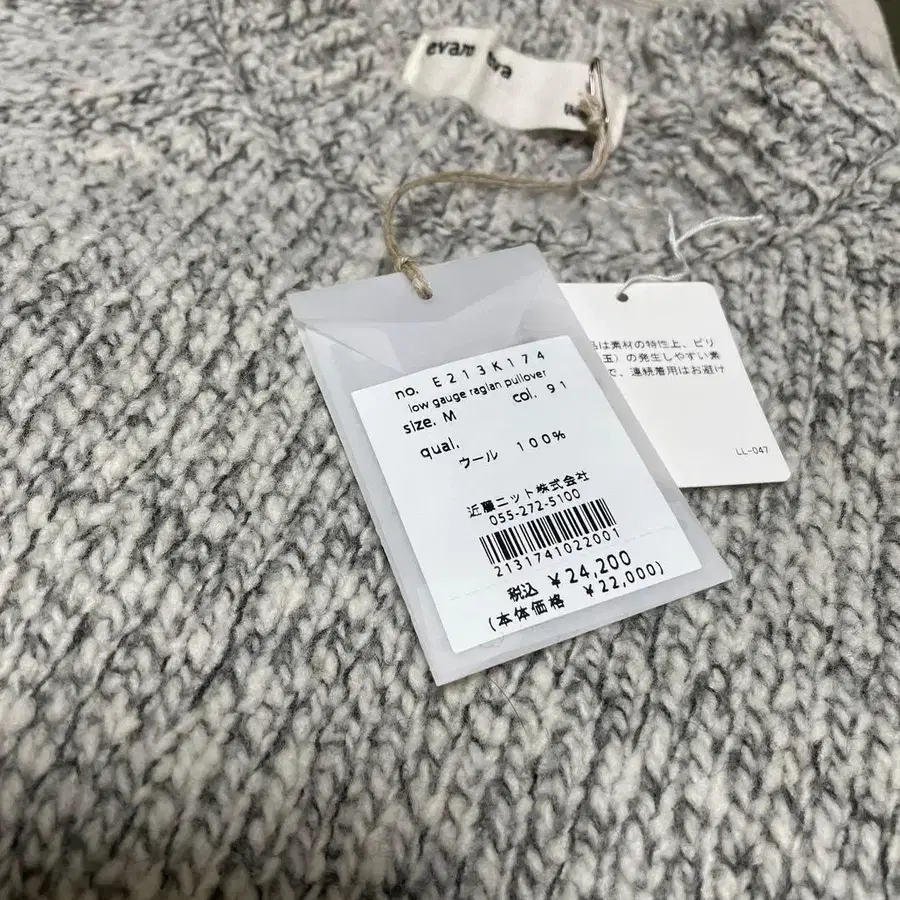 evam
no. E213K174
low gauge raglan pullover
size. M col. 91
qual.
ウール 100%
近藤ニット株式会社
055-272-5100
2131741022001
税込 ¥24,200
(本体価格 ¥22,000)
は素材の特性上、ピリ
玉)の発生しやすい素
で、連続着用はお避け
LL-047